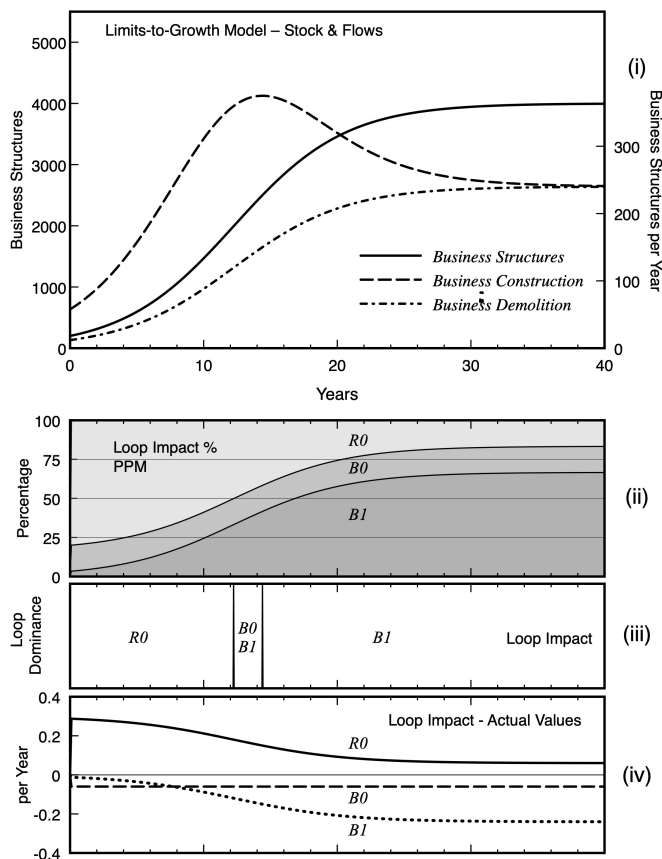 Limits-to-Growth Model – Stock & Flows
(i)
Business Structures
5000
4000
3000
2000
1000
0
Business Structures per Year
300
200
100
0
Business Structures
Business Construction
Business Demolition
0 10 20 30 40
Years
Loop Impact %
PPM
R0
B0
B1
(ii)
Percentage
100
75
50
25
0
Loop
Dominance
R0
B0
B1
B1
Loop Impact
(iii)
per Year
0.4
0.2
0
-0.2
-0.4
Loop Impact - Actual Values
R0
B0
B1
(iv)